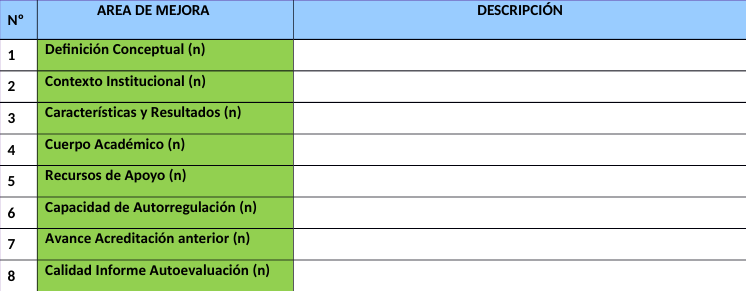 Nº AREA DE MEJORA DESCRIPCIÓN
1 Definición Conceptual (n)
2 Contexto Institucional (n)
3 Características y Resultados (n)
4 Cuerpo Académico (n)
5 Recursos de Apoyo (n)
6 Capacidad de Autorregulación (n)
7 Avance Acreditación anterior (n)
8 Calidad Informe Autoevaluación (n)